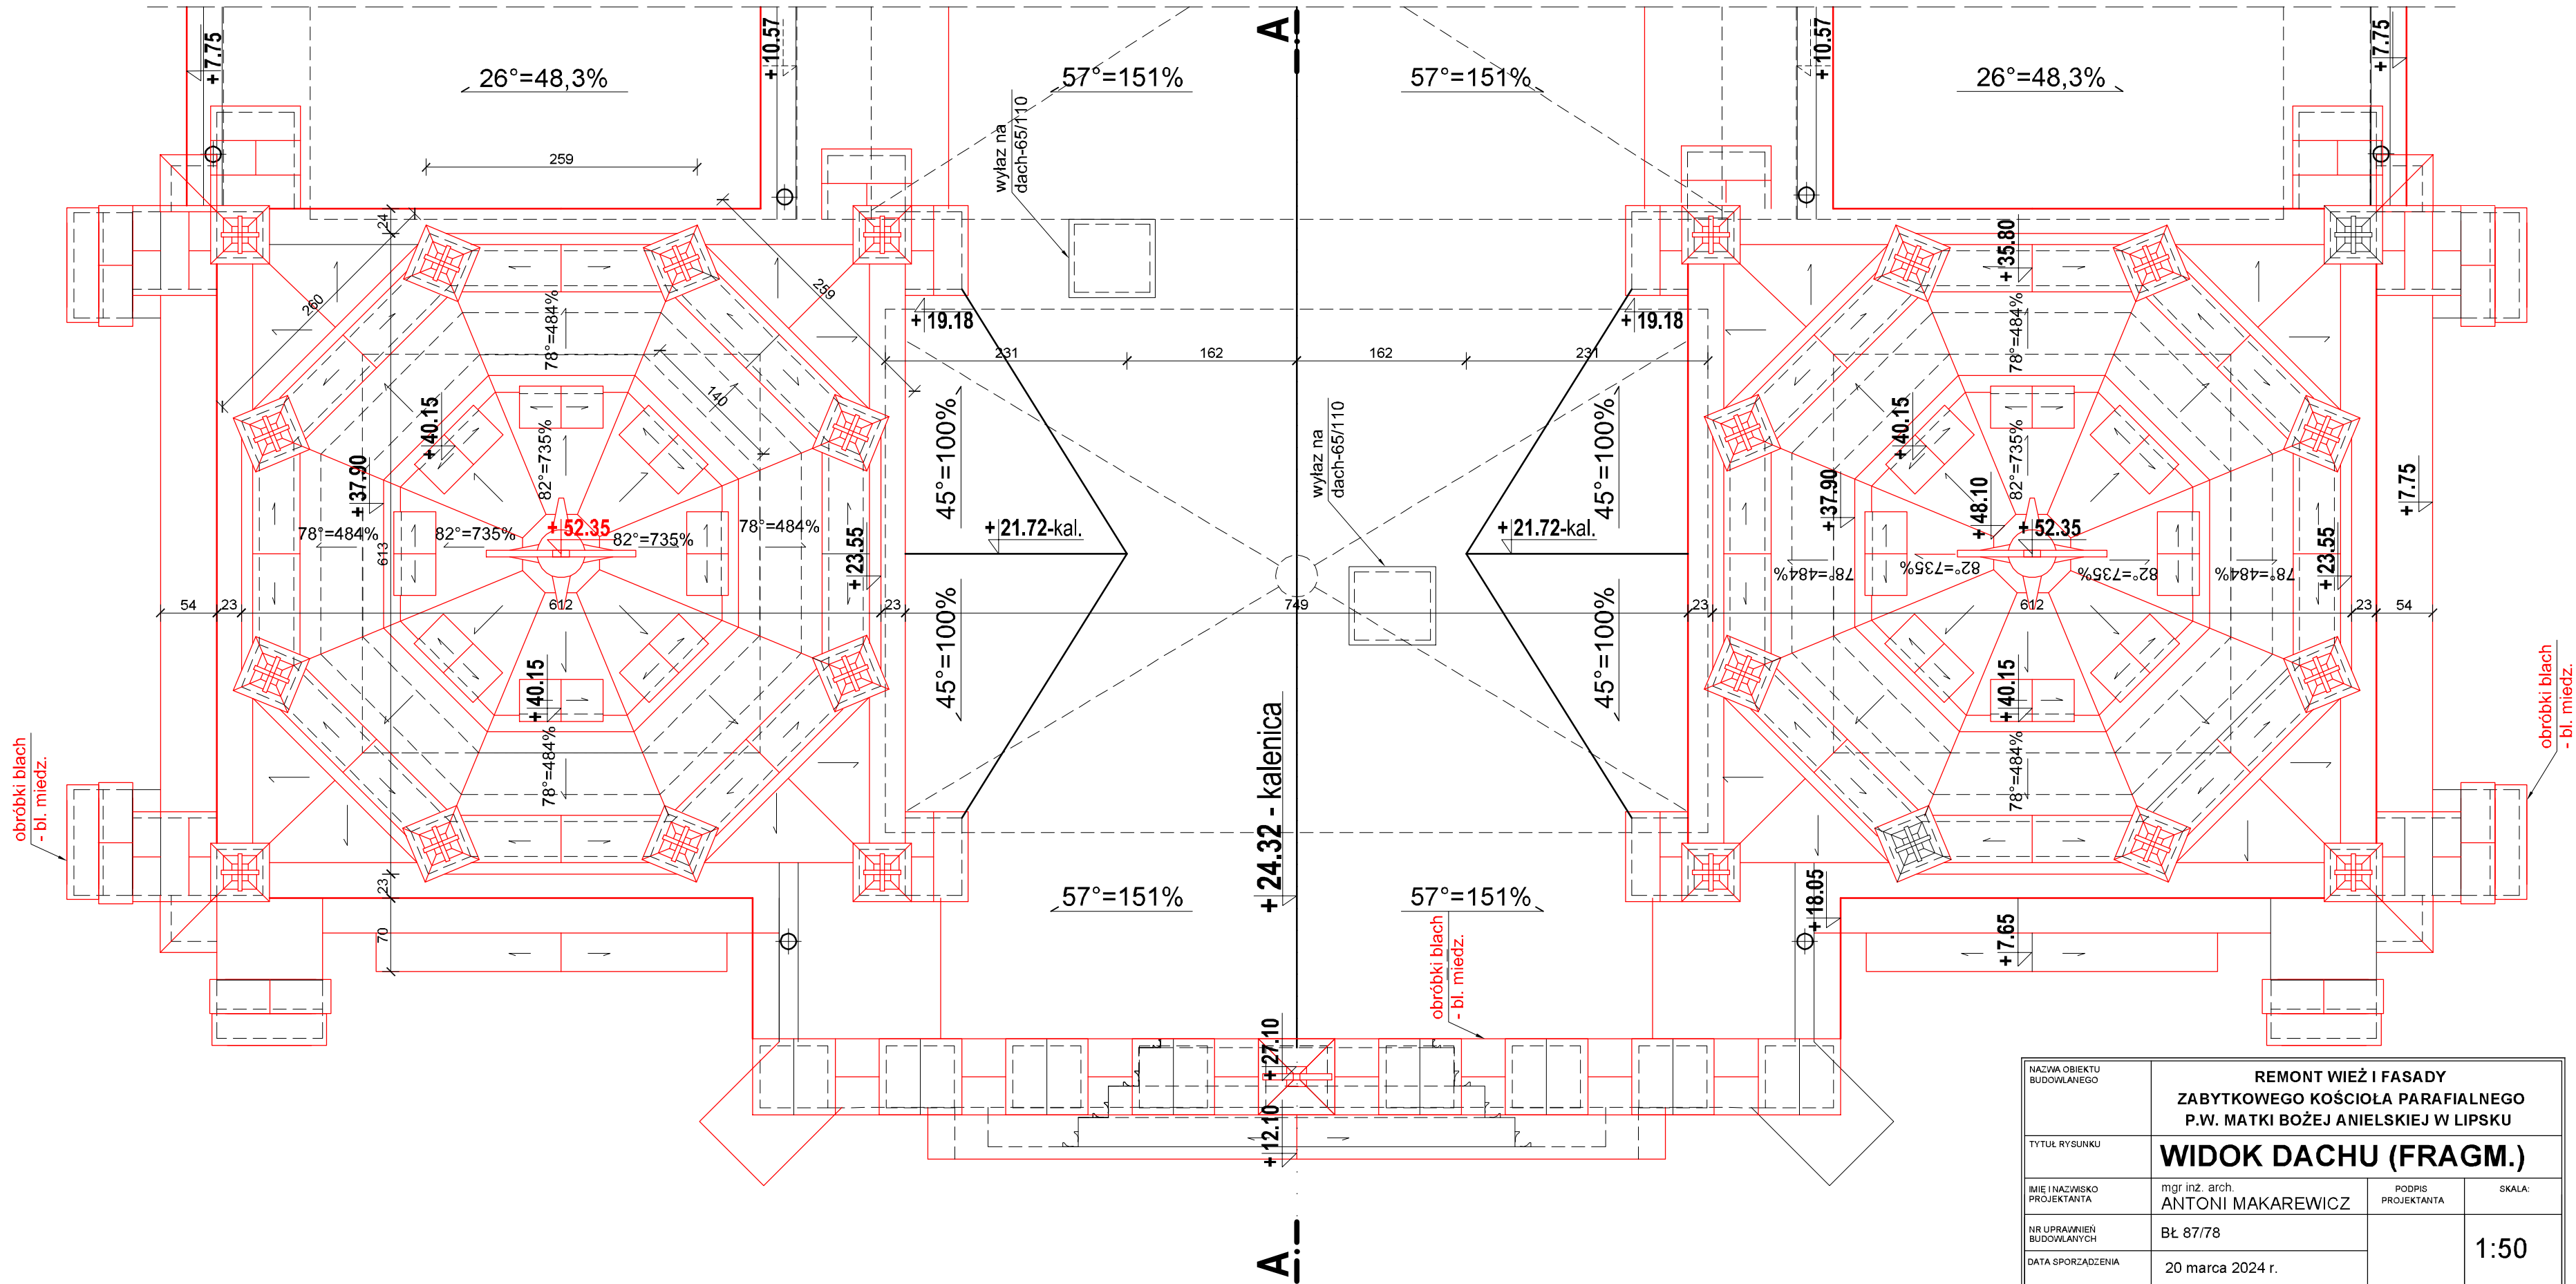 +7.75
26°=48,3%
+10.57
57°=151%
A
57°=151%
+10.57
26°=48,3%
+7.75
wyłaz na
dach-65/110
259
24
260
259
+19.18
+19.18
+35.80
231
162
162
231
78°=484%
78°=484%
140
+40.15
+40.15
45°=100%
45°=100%
wyłaz na
dach-65/110
82°=735%
82°=735%
+37.90
+37.90
+48.10
+7.75
78°=484%
613
82°=735%
+52.35
82°=735%
78°=484%
+23.55
+21.72-kal.
+21.72-kal.
+52.35
78°=484%
82°=735%
82°=735%
78°=484%
+23.55
54
23
612
23
749
23
612
23
54
45°=100%
45°=100%
+40.15
+40.15
78°=484%
78°=484%
+24.32 - kalenica
obróbki blach
- bl. miedz.
obróbki blach
- bl. miedz.
23
70
57°=151%
57°=151%
obróbki blach
- bl. miedz.
+18.05
+7.65
+27.10
+12.10
A
NAZWA OBIEKTU
BUDOWLANEGO
REMONT WIEŻ I FASADY
ZABYTKOWEGO KOŚCIOŁA PARAFIALNEGO
P.W. MATKI BOŻEJ ANIELSKIEJ W LIPSKU
TYTUŁ RYSUNKU
WIDOK DACHU (FRAGM.)
IMIĘ I NAZWISKO
PROJEKTANTA
mgr inż. arch.
ANTONI MAKAREWICZ
PODPIS
PROJEKTANTA
SKALA:
NR UPRAWNIEŃ
BUDOWLANYCH
BŁ 87/78
1:50
DATA SPORZĄDZENIA
20 marca 2024 r.